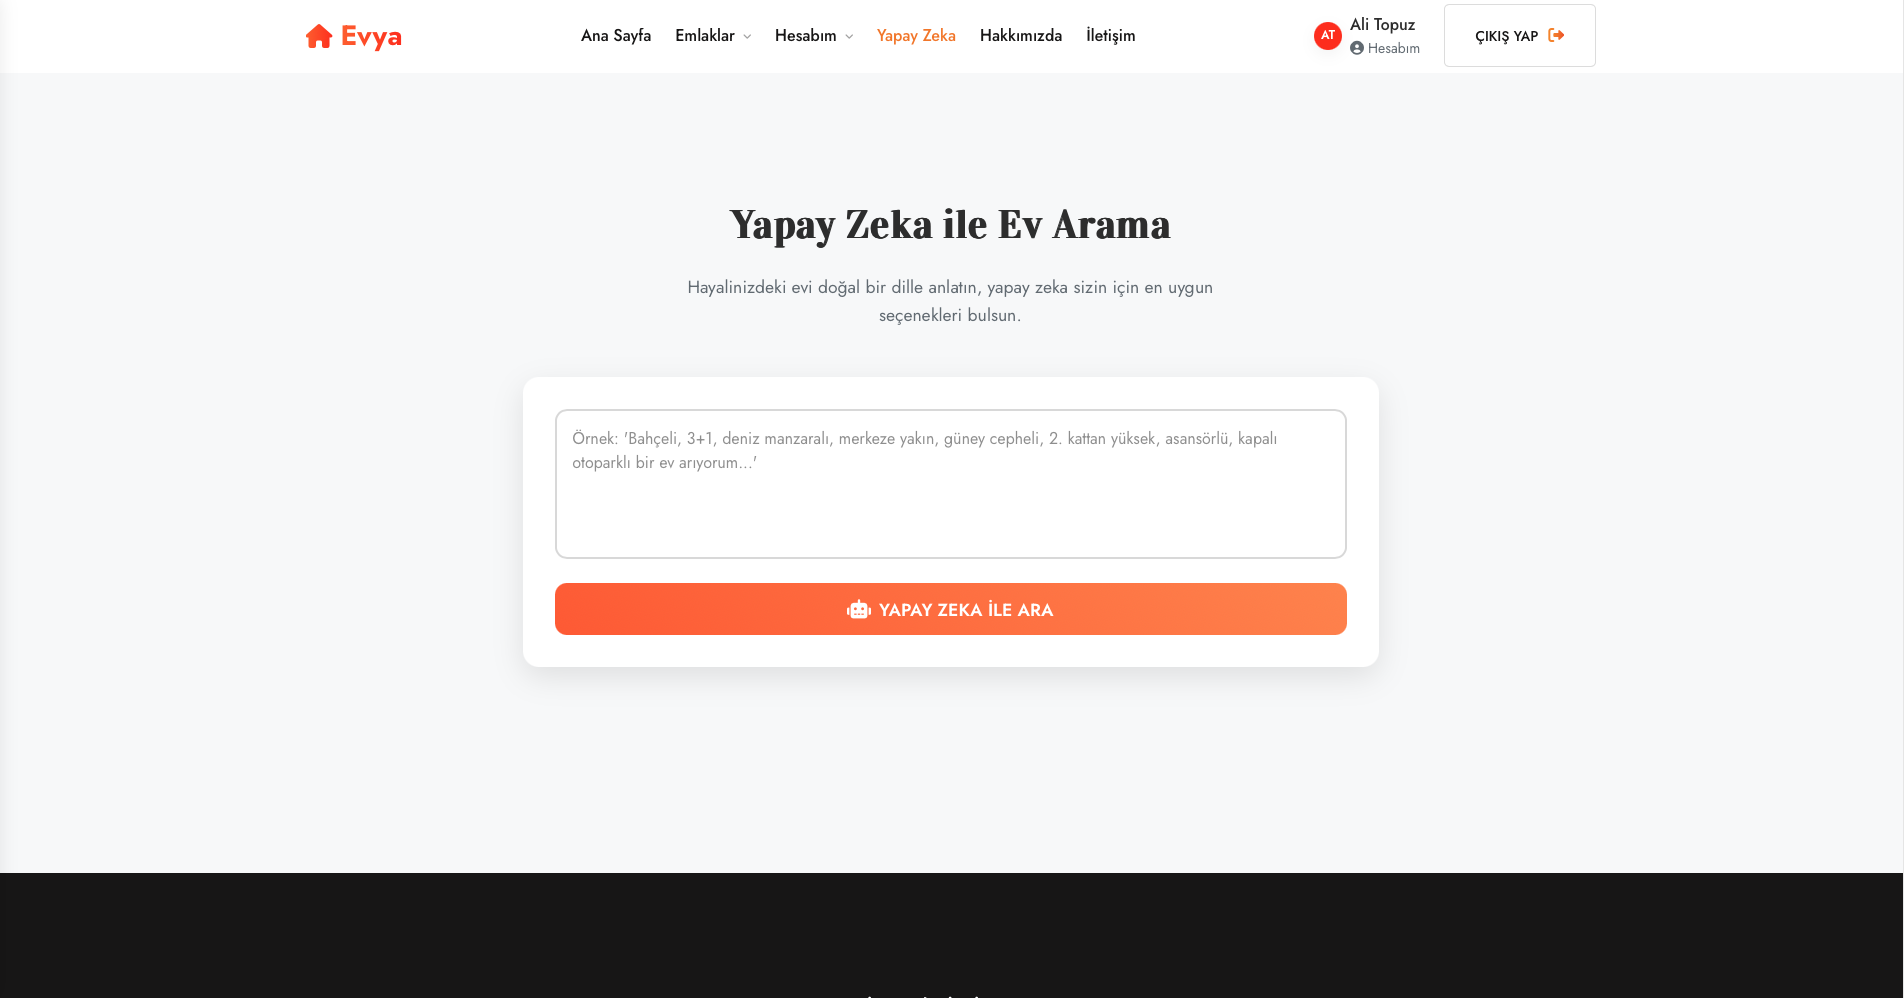 Evya
Ana Sayfa
Emlaklar
Hesabım
Yapay Zeka
Hakkımızda
İletişim
AT
Ali Topuz
Hesabım
ÇIKIŞ YAP
Yapay Zeka ile Ev Arama
Hayalinizdeki evi doğal bir dille anlatın, yapay zeka sizin için en uygun
seçenekleri bulsun.
Örnek: 'Bahçeli, 3+1, deniz manzaralı, merkeze yakın, güney cepheli, 2. kattan yüksek, asansörlü, kapalı
otoparklı bir ev arıyorum...'
YAPAY ZEKA İLE ARA